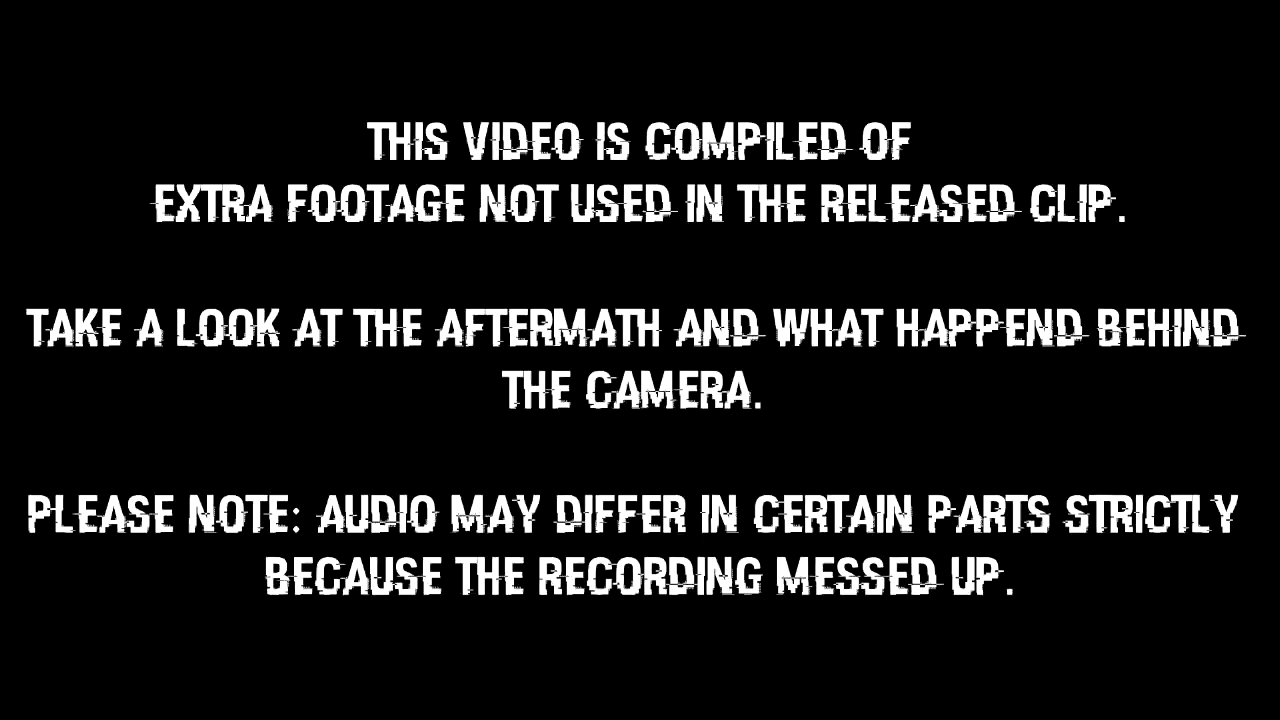 THIS VIDEO IS COMPILED OF
EXTRA FOOTAGE NOT USED IN THE RELEASED CLIP.
TAKE A LOOK AT THE AFTERMATH AND WHAT HAPPEND BEHIND
THE CAMERA.
PLEASE NOTE: AUDIO MAY DIFFER IN CERTAIN PARTS STRICTLY
BECAUSE THE RECORDING MESSED UP.